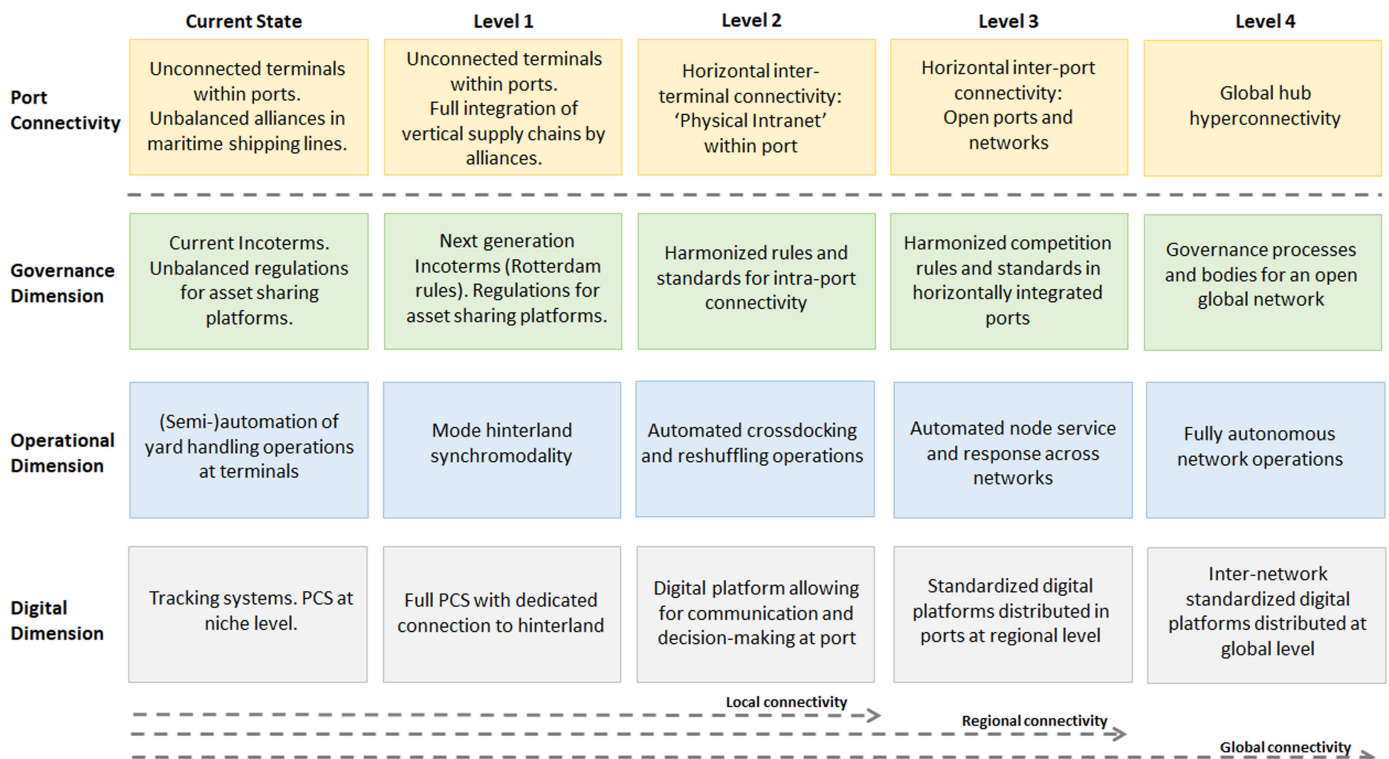 Current State
Level 1
Level 2
Level 3
Level 4
Port
Connectivity
Unconnected terminals
within ports.
Unbalanced alliances in
maritime shipping lines.
Unconnected terminals
within ports.
Full integration of
vertical supply chains by
alliances.
Horizontal inter-
terminal connectivity:
‘Physical Intranet’
within port
Horizontal inter-port
connectivity:
Open ports and
networks
Global hub
hyperconnectivity
Governance
Dimension
Current Incoterms.
Unbalanced regulations
for asset sharing
platforms.
Next generation
Incoterms (Rotterdam
rules). Regulations for
asset sharing platforms.
Harmonized rules and
standards for intra-port
connectivity
Harmonized competition
rules and standards in
horizontally integrated
ports
Governance processes
and bodies for an open
global network
Operational
Dimension
(Semi-)automation of
yard handling operations
at terminals
Mode hinterland
synchromodality
Automated crossdocking
and reshuffling operations
Automated node service
and response across
networks
Fully autonomous
network operations
Digital
Dimension
Tracking systems. PCS at
niche level.
Full PCS with dedicated
connection to hinterland
Digital platform allowing
for communication and
decision-making at port
Standardized digital
platforms distributed in
ports at regional level
Inter-network
standardized digital
platforms distributed at
global level
Local connectivity
Regional connectivity
Global connectivity